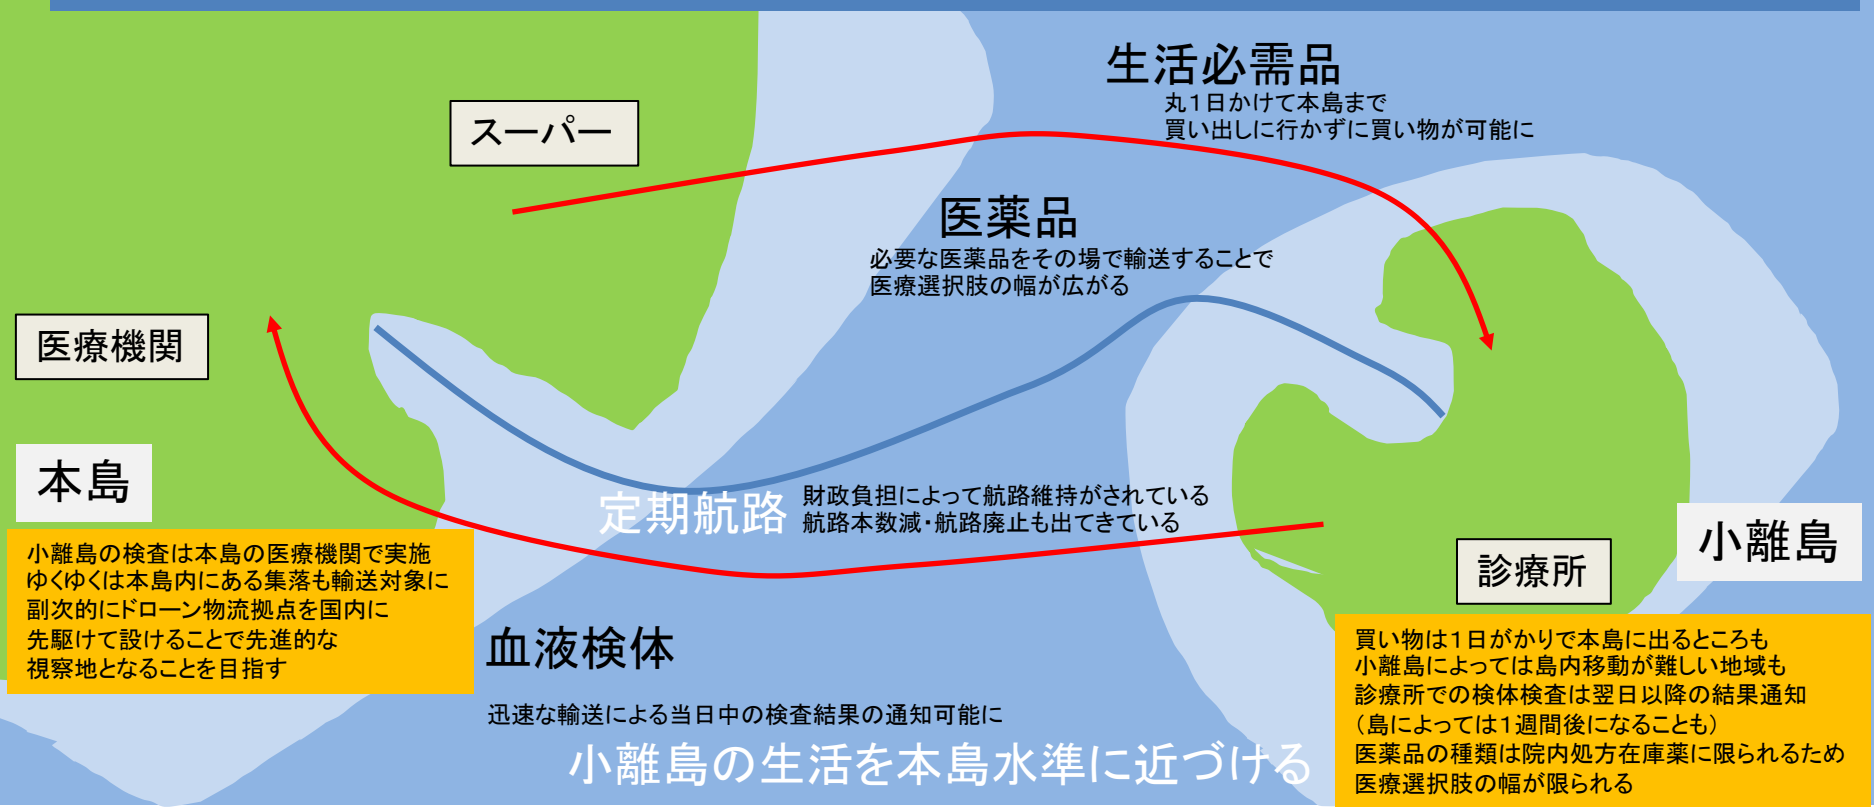 生活必需品
丸1日かけて本島まで
買い出しに行かずに買い物が可能に
スーパー
医薬品
必要な医薬品をその場で輸送することで
医療選択肢の幅が広がる
医療機関
本島
定期航路
財政負担によって航路維持がされている
航路本数減・航路廃止も出てきている
小離島
診療所
小離島の検査は本島の医療機関で実施
ゆくゆくは本島内にある集落も輸送対象に
副次的にドローン物流拠点を国内に
先駆けて設けることで先進的な
視察地となることを目指す
血液検体
迅速な輸送による当日中の検査結果の通知可能に
買い物は1日がかりで本島に出るところも
小離島によっては島内移動が難しい地域も
診療所での検体検査は翌日以降の結果通知
(島によっては1週間後になることも)
医薬品の種類は院内処方在庫薬に限られるため
医療選択肢の幅が限られる
小離島の生活を本島水準に近づける